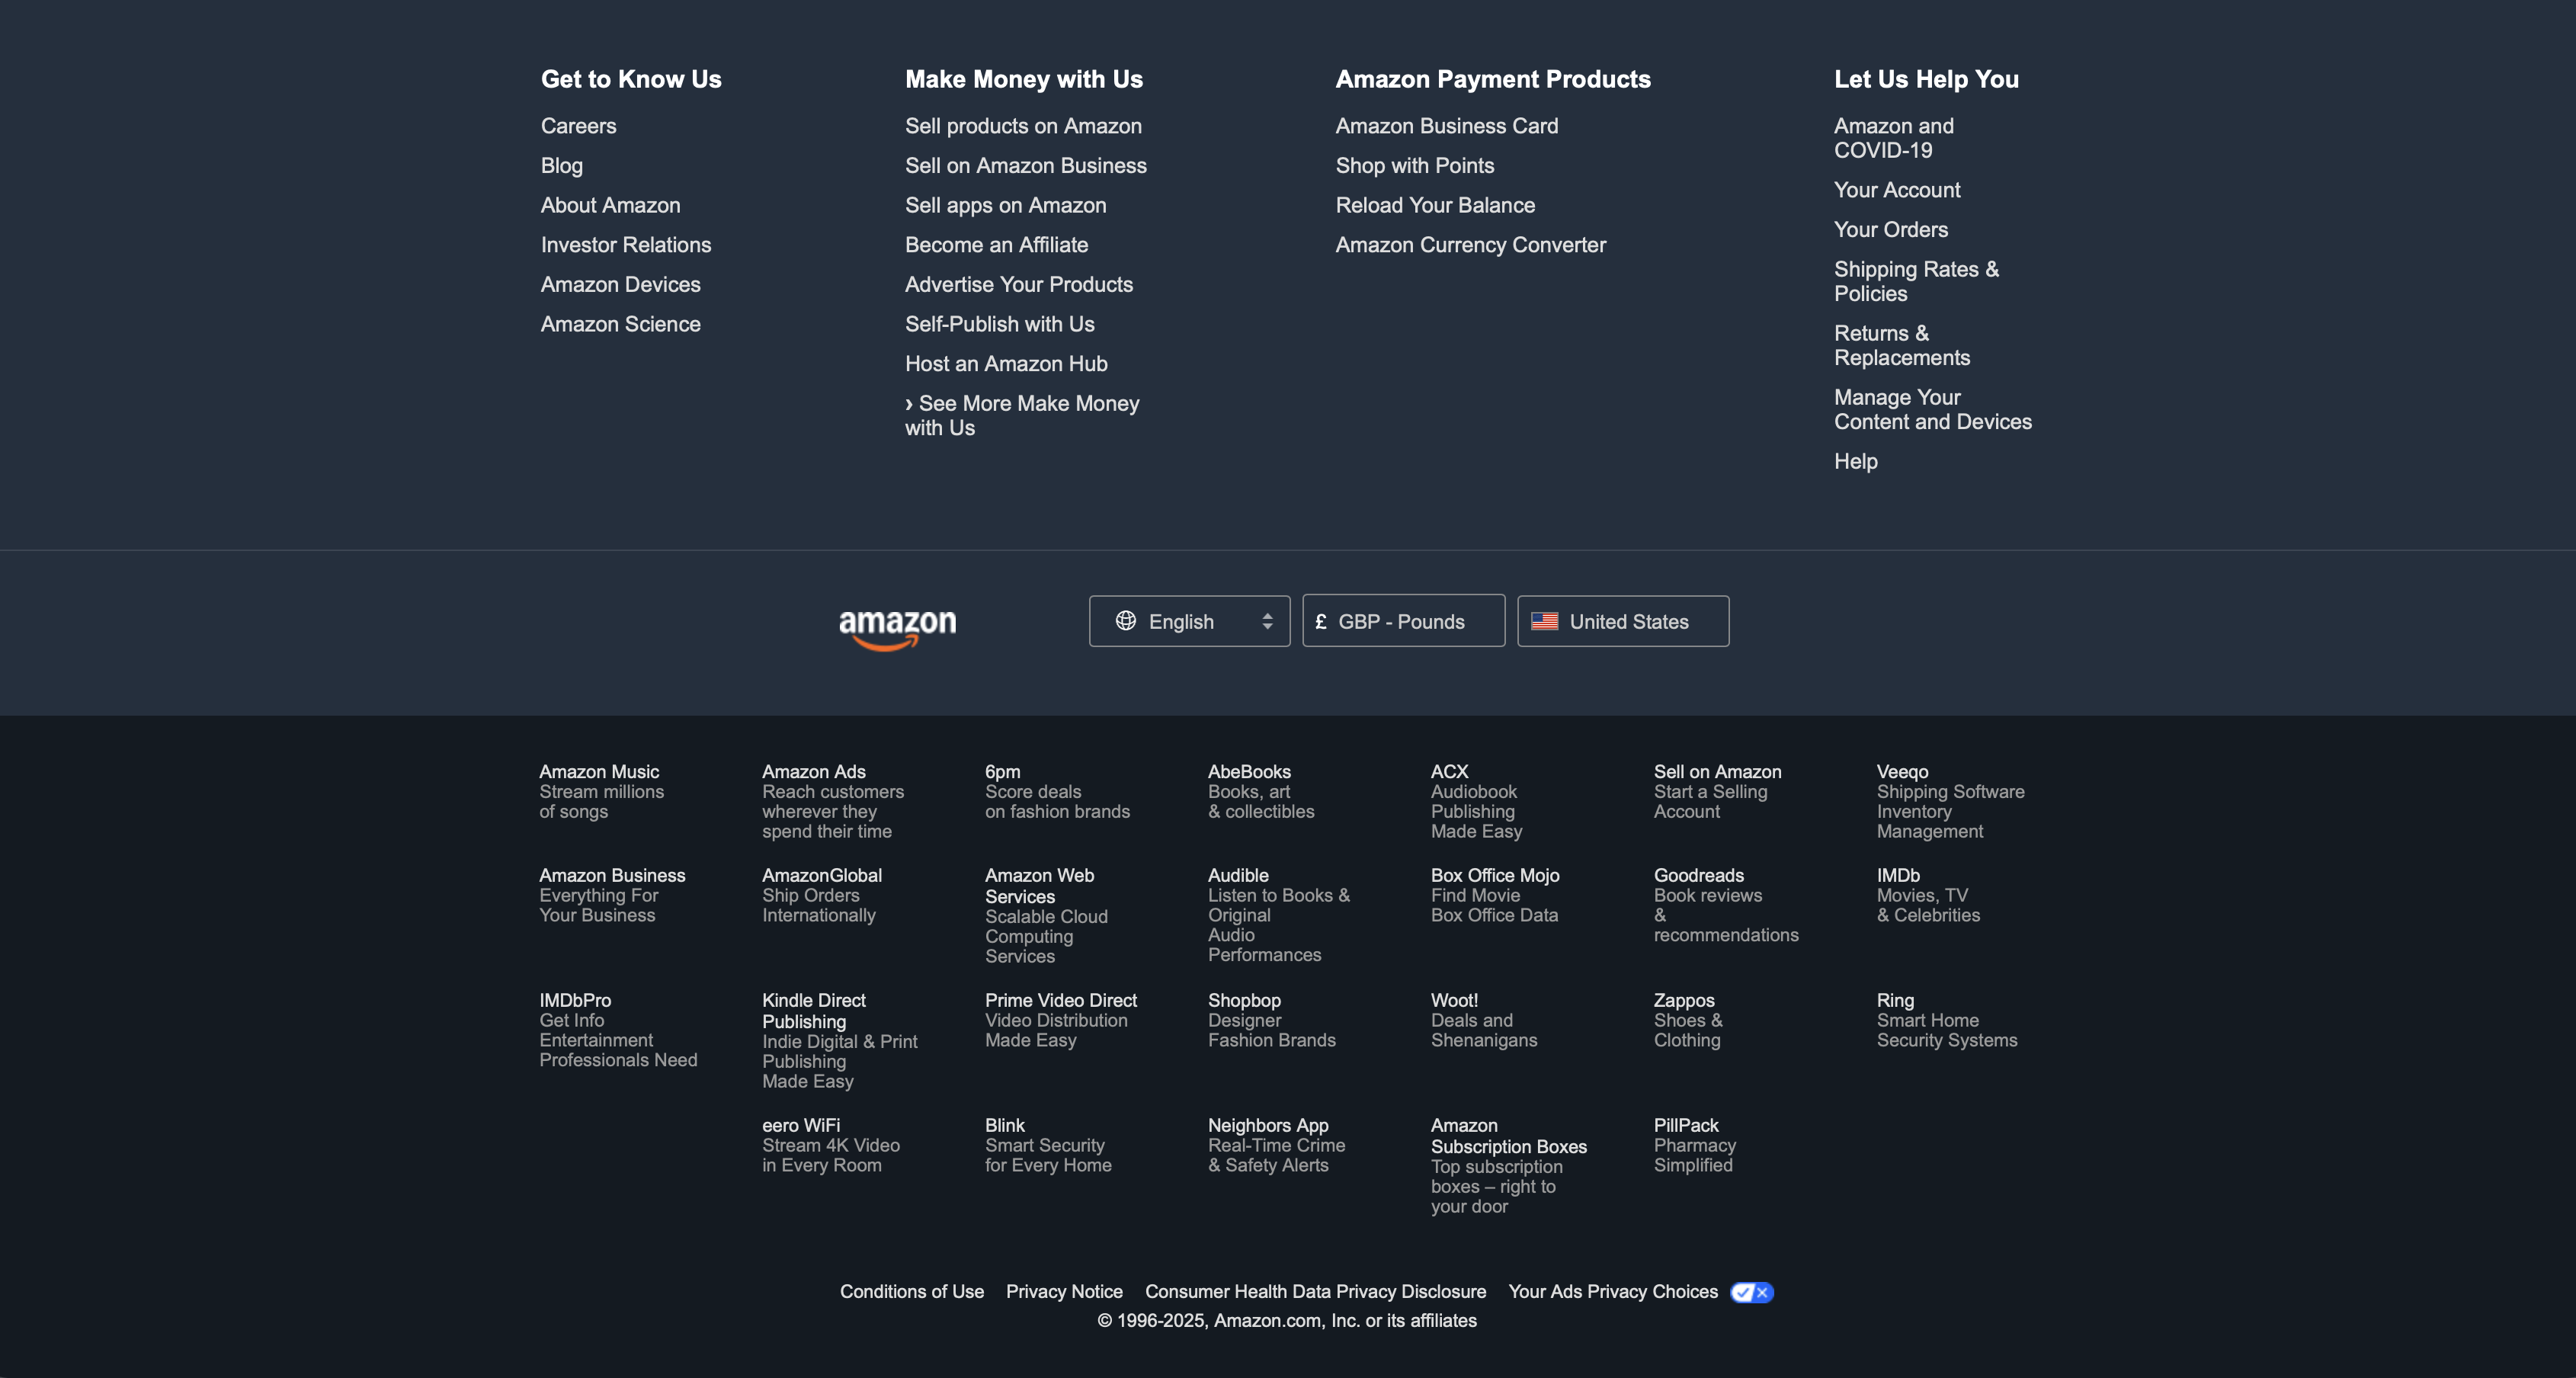 Get to Know Us
Careers
Blog
About Amazon
Investor Relations
Amazon Devices
Amazon Science
Make Money with Us
Sell products on Amazon
Sell on Amazon Business
Sell apps on Amazon
Become an Affiliate
Advertise Your Products
Self-Publish with Us
Host an Amazon Hub
› See More Make Money
with Us
Amazon Payment Products
Amazon Business Card
Shop with Points
Reload Your Balance
Amazon Currency Converter
Let Us Help You
Amazon and
COVID-19
Your Account
Your Orders
Shipping Rates &
Policies
Returns &
Replacements
Manage Your
Content and Devices
Help
amazon
English
£ GBP - Pounds
United States
Amazon Music
Stream millions
of songs
Amazon Ads
Reach customers
wherever they
spend their time
6pm
Score deals
on fashion brands
AbeBooks
Books, art
& collectibles
ACX
Audiobook
Publishing
Made Easy
Sell on Amazon
Start a Selling
Account
Veeqo
Shipping Software
Inventory
Management
Amazon Business
Everything For
Your Business
AmazonGlobal
Ship Orders
Internationally
Amazon Web
Services
Scalable Cloud
Computing
Services
Audible
Listen to Books &
Original
Audio
Performances
Box Office Mojo
Find Movie
Box Office Data
Goodreads
Book reviews
&
recommendations
IMDb
Movies, TV
& Celebrities
IMDbPro
Get Info
Entertainment
Professionals Need
Kindle Direct
Publishing
Indie Digital & Print
Publishing
Made Easy
Prime Video Direct
Video Distribution
Made Easy
Shopbop
Designer
Fashion Brands
Woot!
Deals and
Shenanigans
Zappos
Shoes &
Clothing
Ring
Smart Home
Security Systems
eero WiFi
Stream 4K Video
in Every Room
Blink
Smart Security
for Every Home
Neighbors App
Real-Time Crime
& Safety Alerts
Amazon
Subscription Boxes
Top subscription
boxes – right to
your door
PillPack
Pharmacy
Simplified
Conditions of Use Privacy Notice Consumer Health Data Privacy Disclosure Your Ads Privacy Choices
© 1996-2025, Amazon.com, Inc. or its affiliates